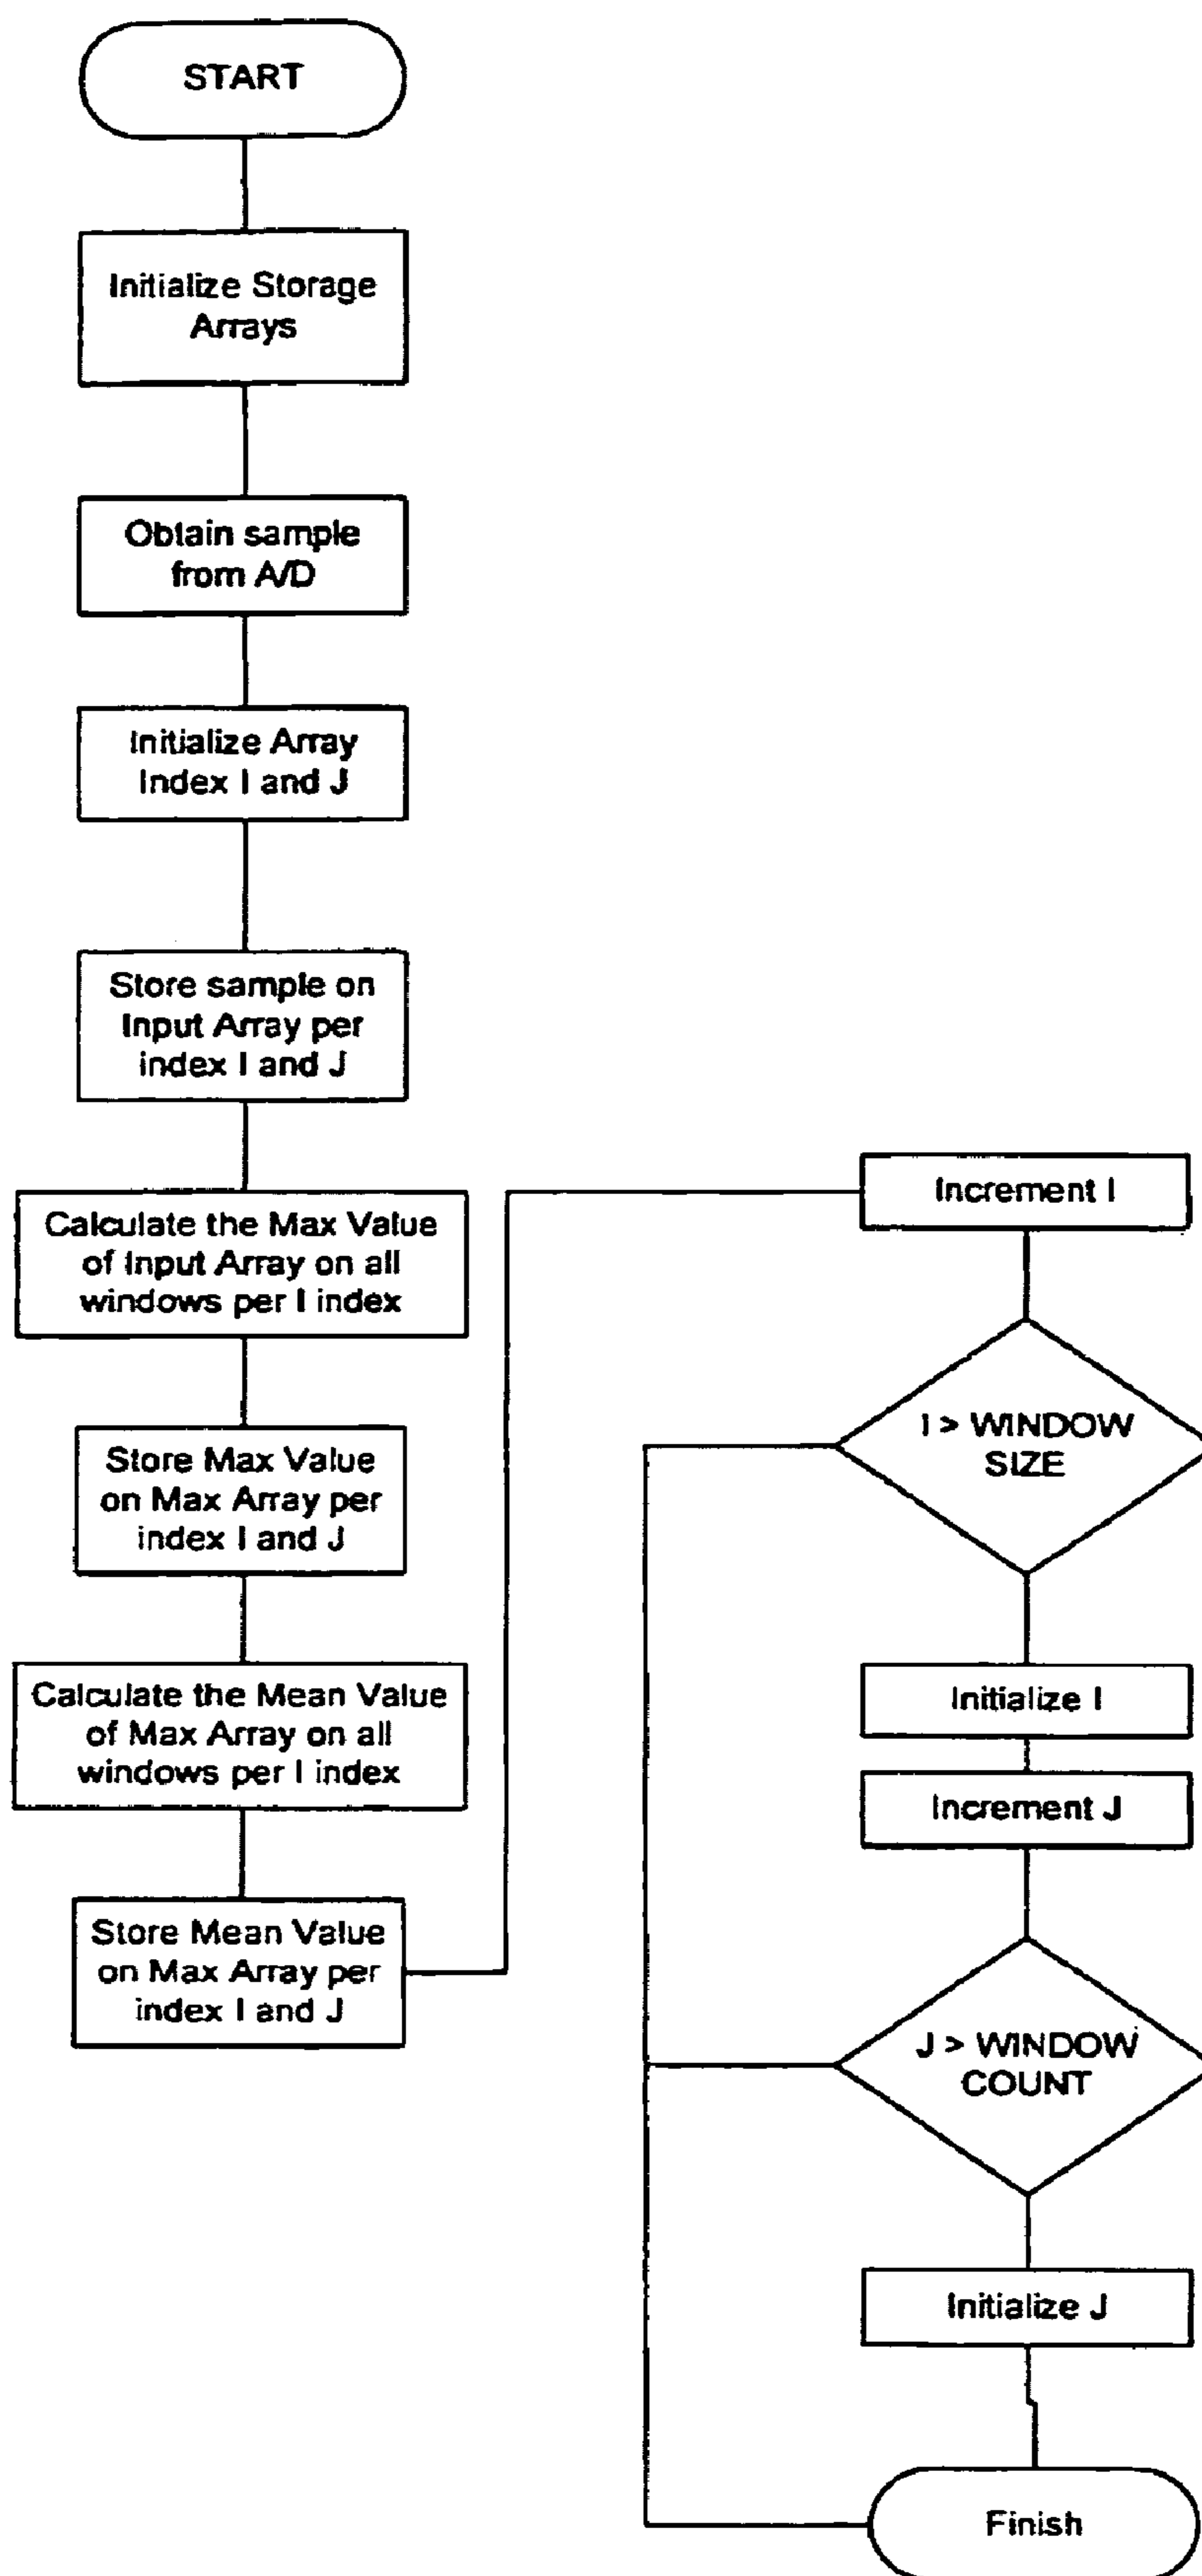 START
Initialize Storage
Arrays
Obtain sample
from A/D
Initialize Array
Index I and J
Store sample on
Input Array per
index I and J
Calculate the Max Value
of Input Array on all
windows per I index
Store Max Value
on Max Array per
index I and J
Calculate the Mean Value
of Max Array on all
windows per I index
Store Mean Value
on Max Array per
index I and J
Increment I
I > WINDOW
SIZE
Initialize I
Increment J
J > WINDOW
COUNT
Initialize J
Finish